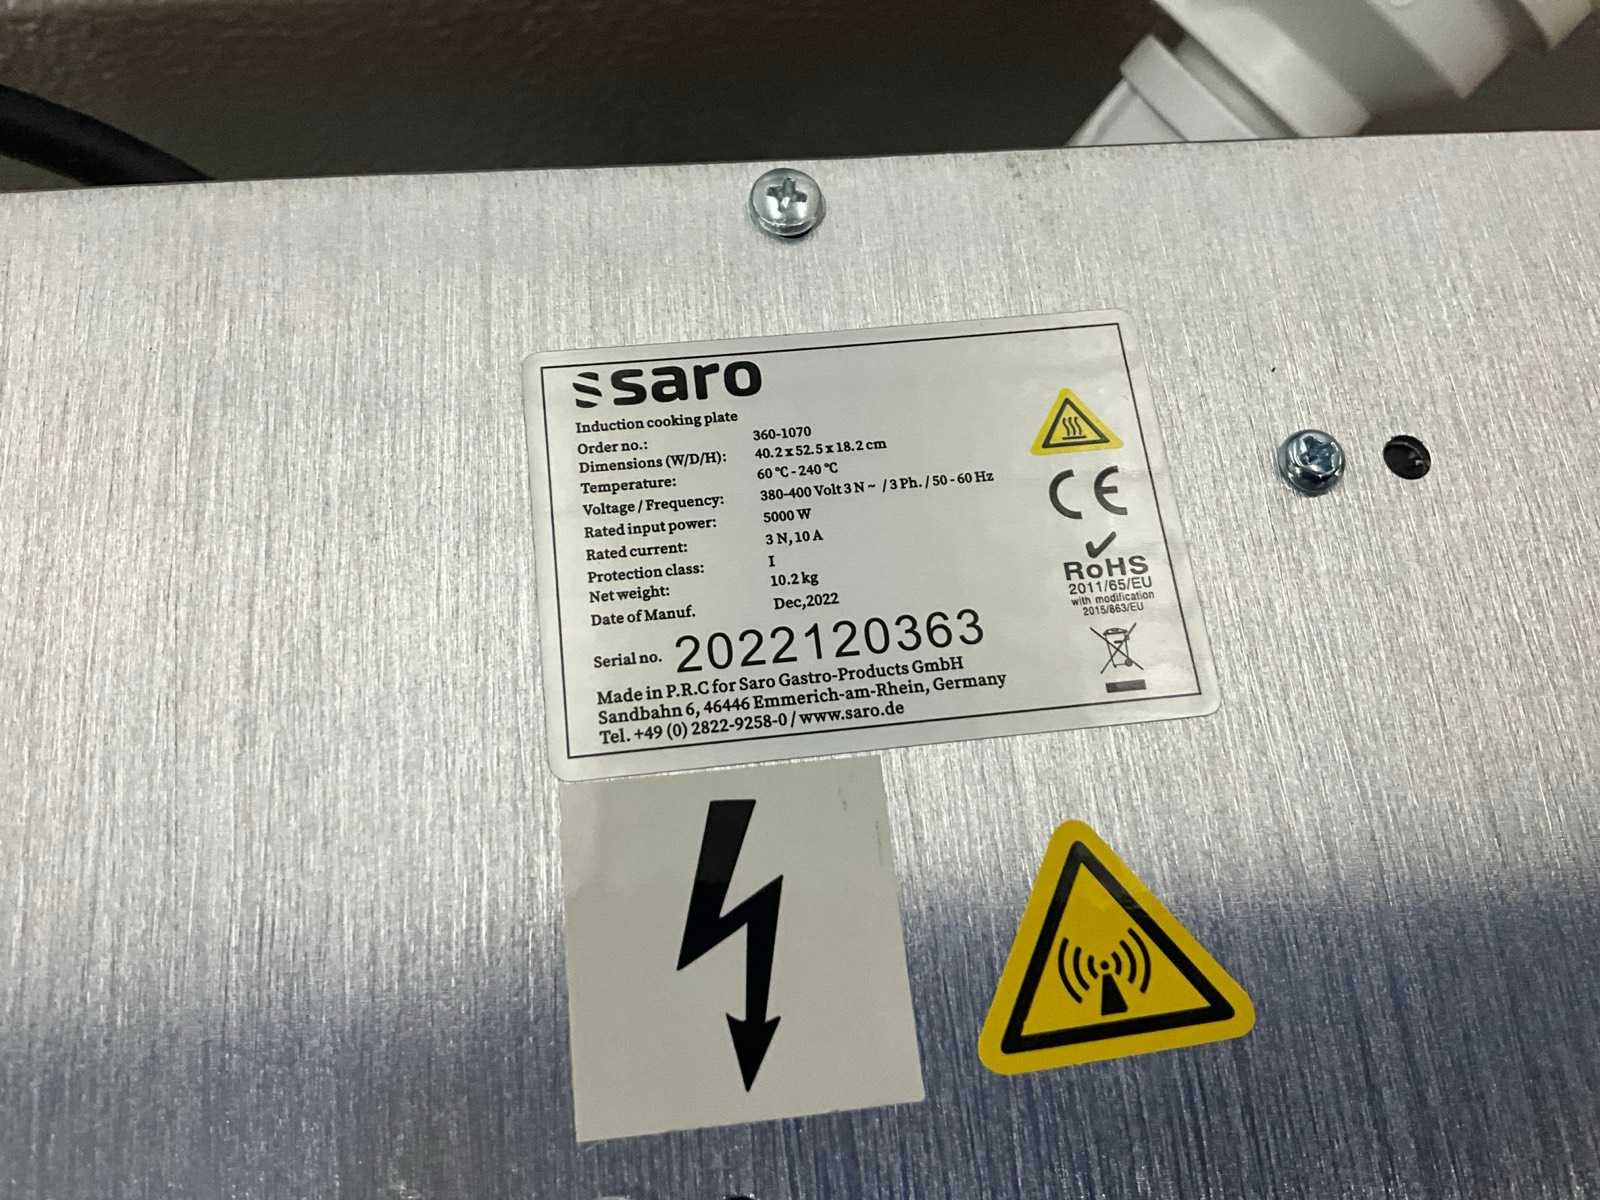 saro
Induction cooking plate
Order no.: 360-1070
Dimensions (W/D/H): 40.2 x 52.5 x 18.2 cm
Temperature: 60 °C - 240 °C
Voltage / Frequency: 380-400 Volt 3 N ~ / 3 Ph. / 50 - 60 Hz
Rated input power: 5000 W
Rated current: 3 N, 10 A
Protection class: I
Net weight: 10.2 kg
Date of Manuf. Dec,2022
Serial no. 2022120363
Made in P.R.C for Saro Gastro-Products GmbH
Sandbahn 6, 46446 Emmerich-am-Rhein, Germany
Tel. +49 (0) 2822-9258-0 / www.saro.de
CE
RoHS
2011/65/EU
with modification
2015/863/EU